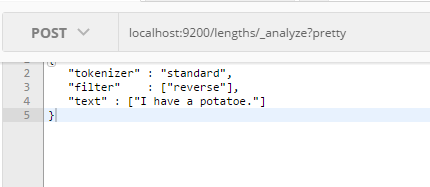 POST localhost:9200/lengths/_analyze?pretty
1 {
2 "tokenizer" : "standard",
3 "filter" : ["reverse"],
4 "text" : ["I have a potatoe."]
5 }